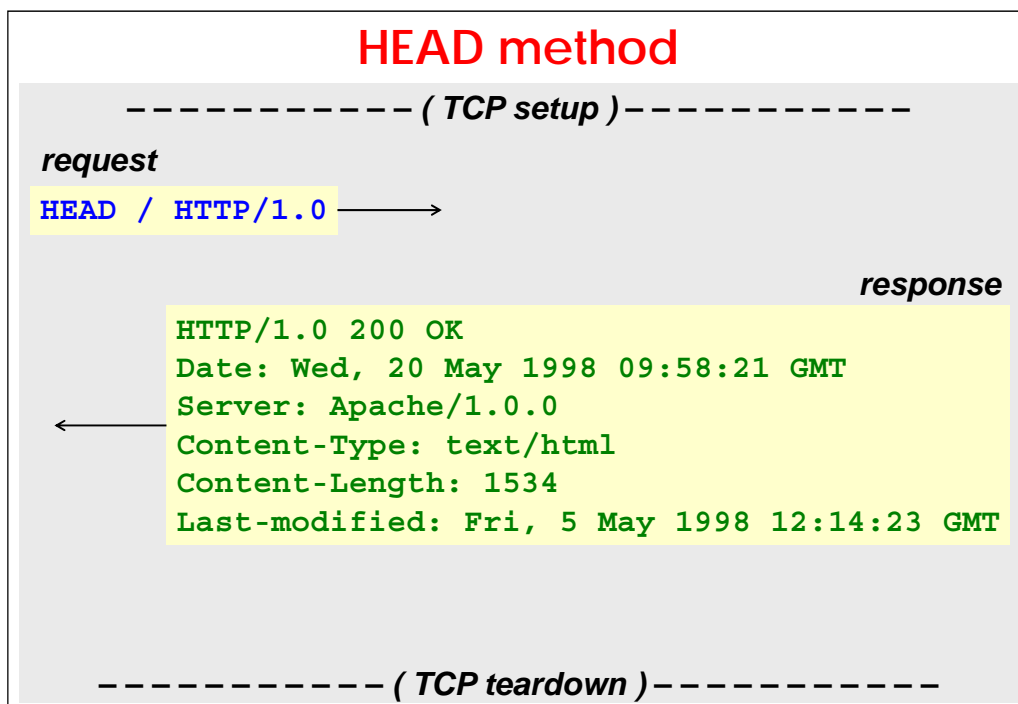 HEAD method
– – – – – – – – – – – ( TCP setup ) – – – – – – – – – – –
request
HEAD / HTTP/1.0
response
HTTP/1.0 200 OK
Date: Wed, 20 May 1998 09:58:21 GMT
Server: Apache/1.0.0
Content-Type: text/html
Content-Length: 1534
Last-modified: Fri, 5 May 1998 12:14:23 GMT
– – – – – – – – – – – ( TCP teardown ) – – – – – – – – – – –